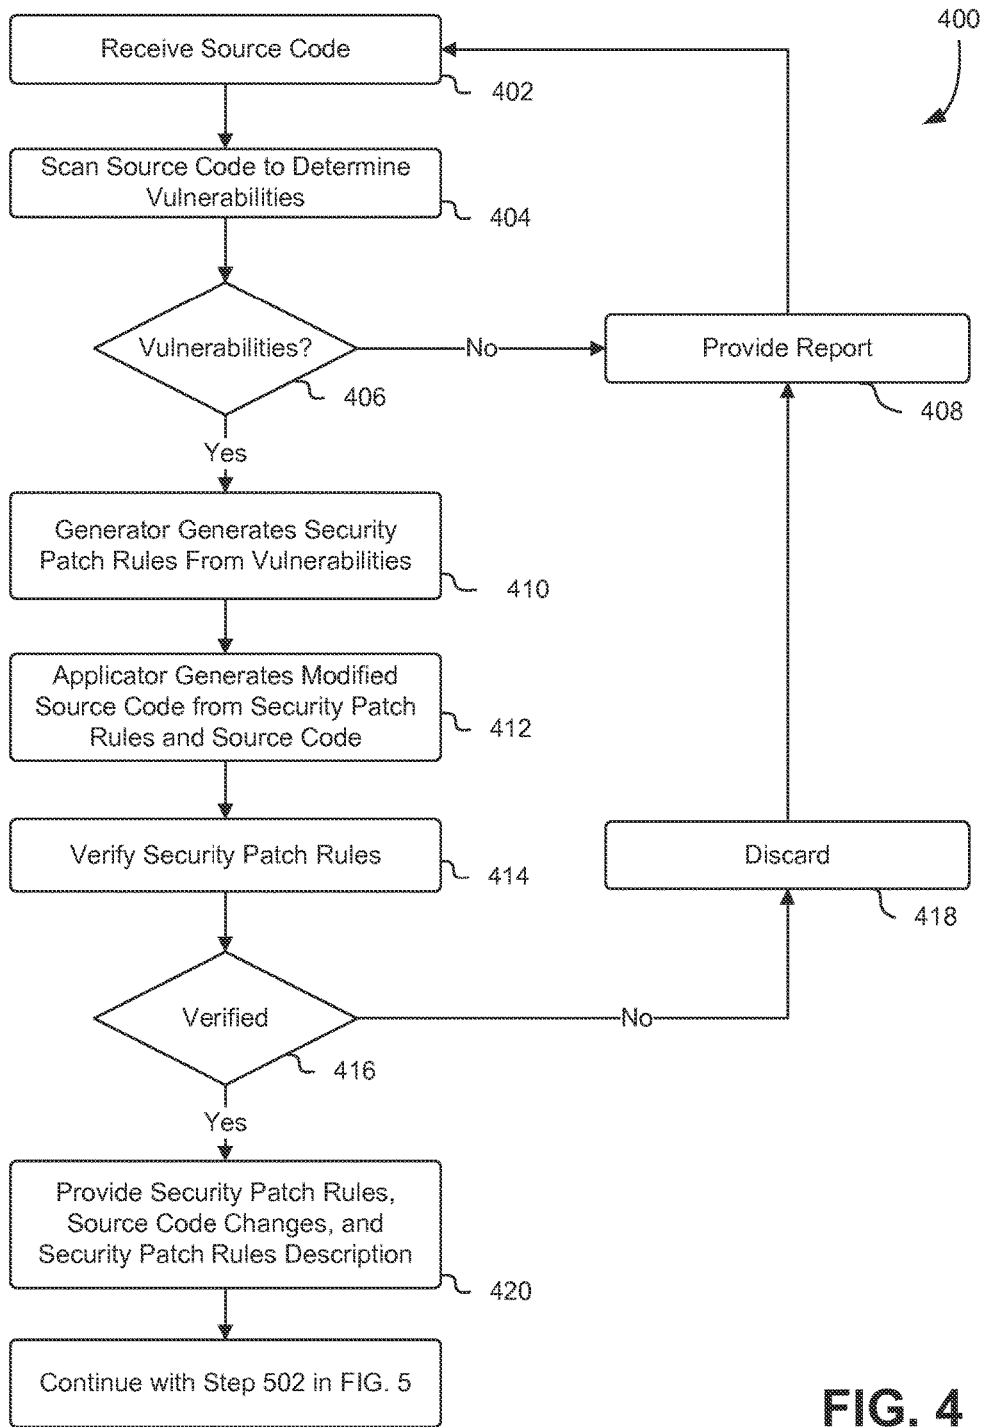 400
Receive Source Code
402
Scan Source Code to Determine
Vulnerabilities
404
Vulnerabilities?
No
Provide Report
406
408
Yes
Generator Generates Security
Patch Rules From Vulnerabilities
410
Applicator Generates Modified
Source Code from Security Patch
Rules and Source Code
412
Verify Security Patch Rules
414
Discard
418
Verified
No
416
Yes
Provide Security Patch Rules,
Source Code Changes, and
Security Patch Rules Description
420
Continue with Step 502 in FIG. 5
FIG. 4